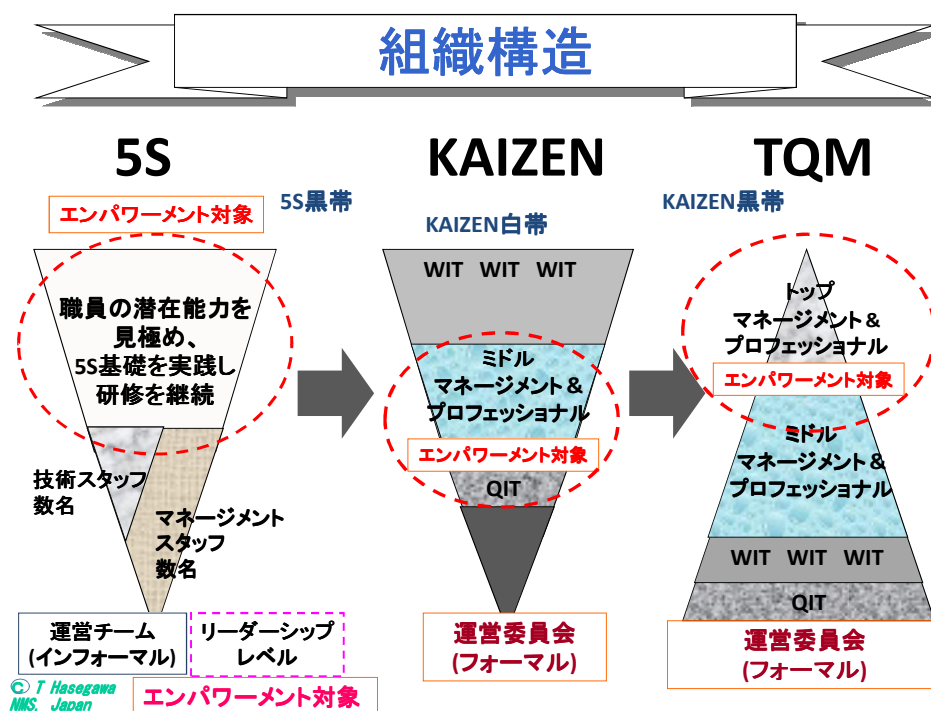 組織構造
5S
エンパワーメント対象
5S黒帯
職員の潜在能力を
見極め、
5S基礎を実践し
研修を継続
技術スタッフ
数名
マネージメント
スタッフ
数名
運営チーム
(インフォーマル)
リーダーシップ
レベル
エンパワーメント対象
© T Hasegawa
NMS. Japan
KAIZEN
KAIZEN白帯
WIT WIT WIT
ミドル
マネージメント＆
プロフェッショナル
エンパワーメント対象
QIT
運営委員会
(フォーマル)
TQM
KAIZEN黒帯
トップ
マネージメント＆
プロフェッショナル
エンパワーメント対象
ミドル
マネージメント＆
プロフェッショナル
WIT WIT WIT
QIT
運営委員会
(フォーマル)